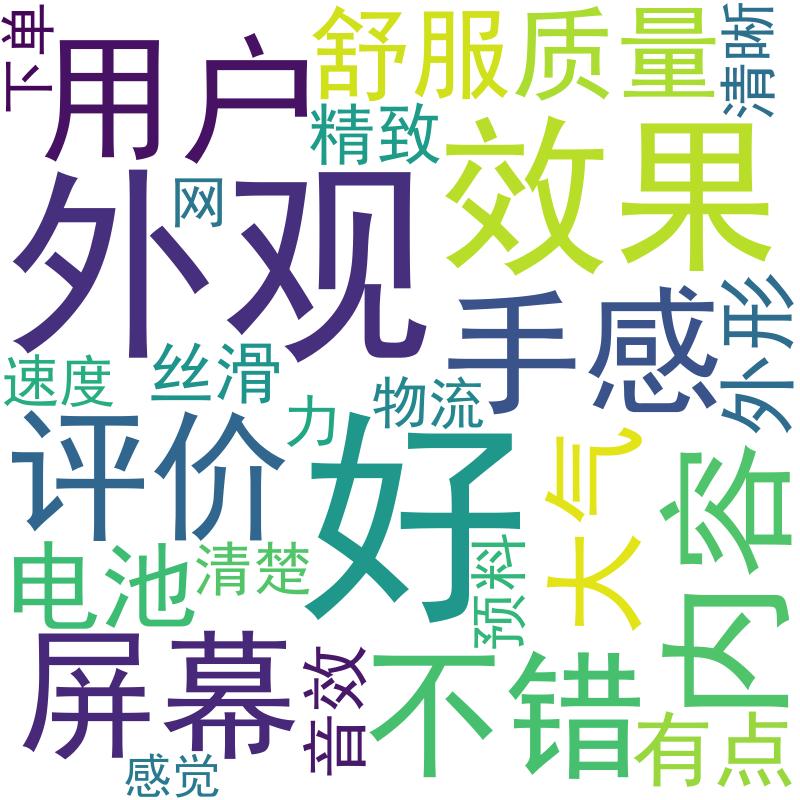 下单
用户
舒服
质量
清晰
精致
效果
外观
网
手感
外形
速度
丝滑
物流
力
评价
好
大气
内容
电池
清楚
预料
屏幕
音效
不错
有点
感觉